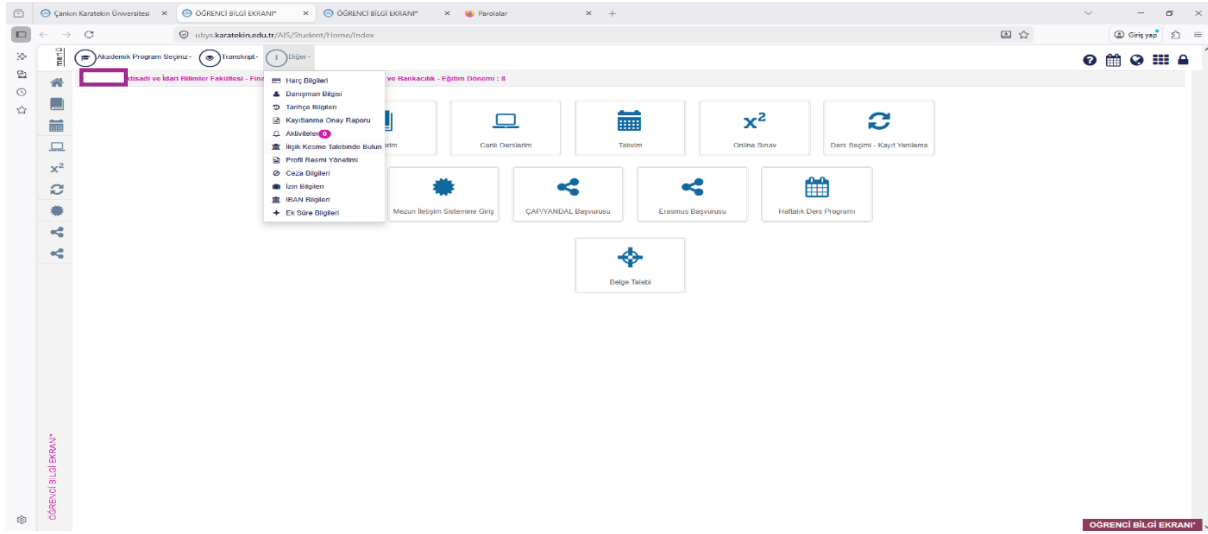 Çankırı Karatekin Üniversitesi
ÖĞRENCİ BİLGİ EKRANI*
ÖĞRENCİ BİLGİ EKRANI*
Parolalar
ubys.karatekin.edu.tr/AIS/Student/Home/Index
Giriş yap
menü
Akademik Program Seçiniz-
Transkript-
Diğer-
ktisadi ve İdari Bilimler Fakültesi - Fina
ve Bankacılık - Eğitim Dönemi : 8
Harç Bilgileri
Danışman Bilgisi
Tarihçe Bilgileri
Kayıtlanma Onay Raporu
Aktiviteler 0
İlişik Kesme Talebinde Bulun
Profil Resmi Yönetimi
Ceza Bilgileri
İzin Bilgileri
IBAN Bilgileri
Ek Süre Bilgileri
Canlı Derslerim
Takvim
Online Sınav
Ders Seçimi - Kayıt Yenileme
Mezun İletişim Sistemine Giriş
ÇAP/YANDAL Başvurusu
Erasmus Başvurusu
Haftalık Ders Programı
Belge Talebi
ÖĞRENCİ BİLGİ EKRANI*
ÖĞRENCİ BİLGİ EKRANI*